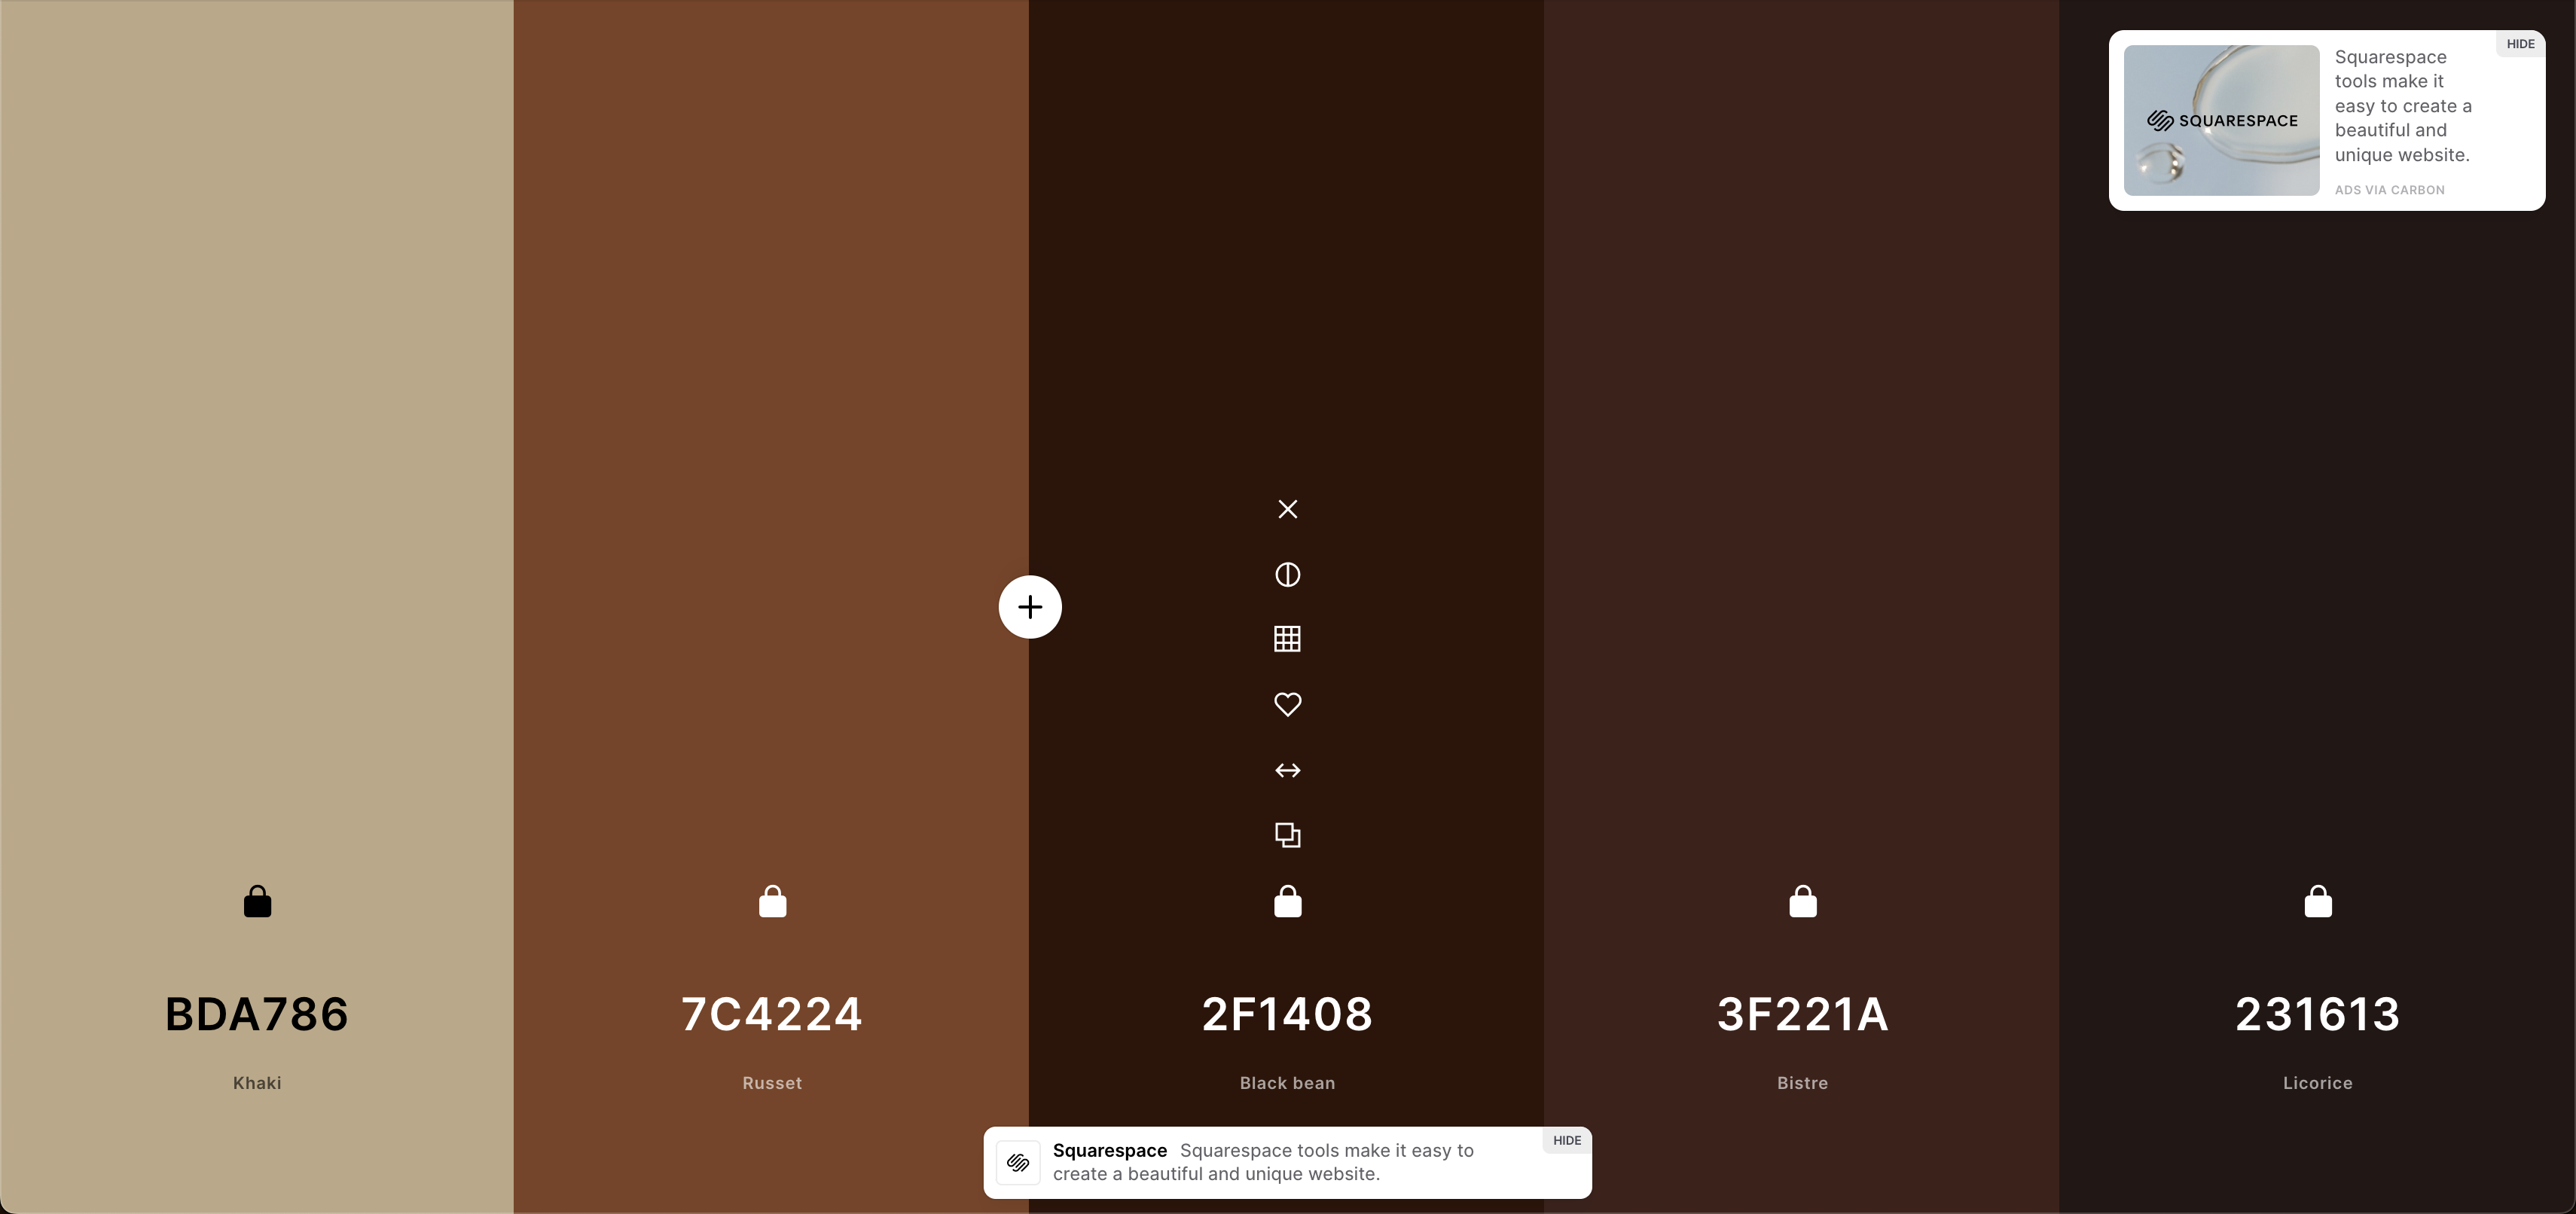 HIDE
Squarespace
tools make it
easy to create a
beautiful and
unique website.
SQUARESPACE
ADS VIA CARBON
BDA786
7C4224
2F1408
3F221A
231613
Khaki
Russet
Black bean
Bistre
Licorice
HIDE
Squarespace Squarespace tools make it easy to
create a beautiful and unique website.